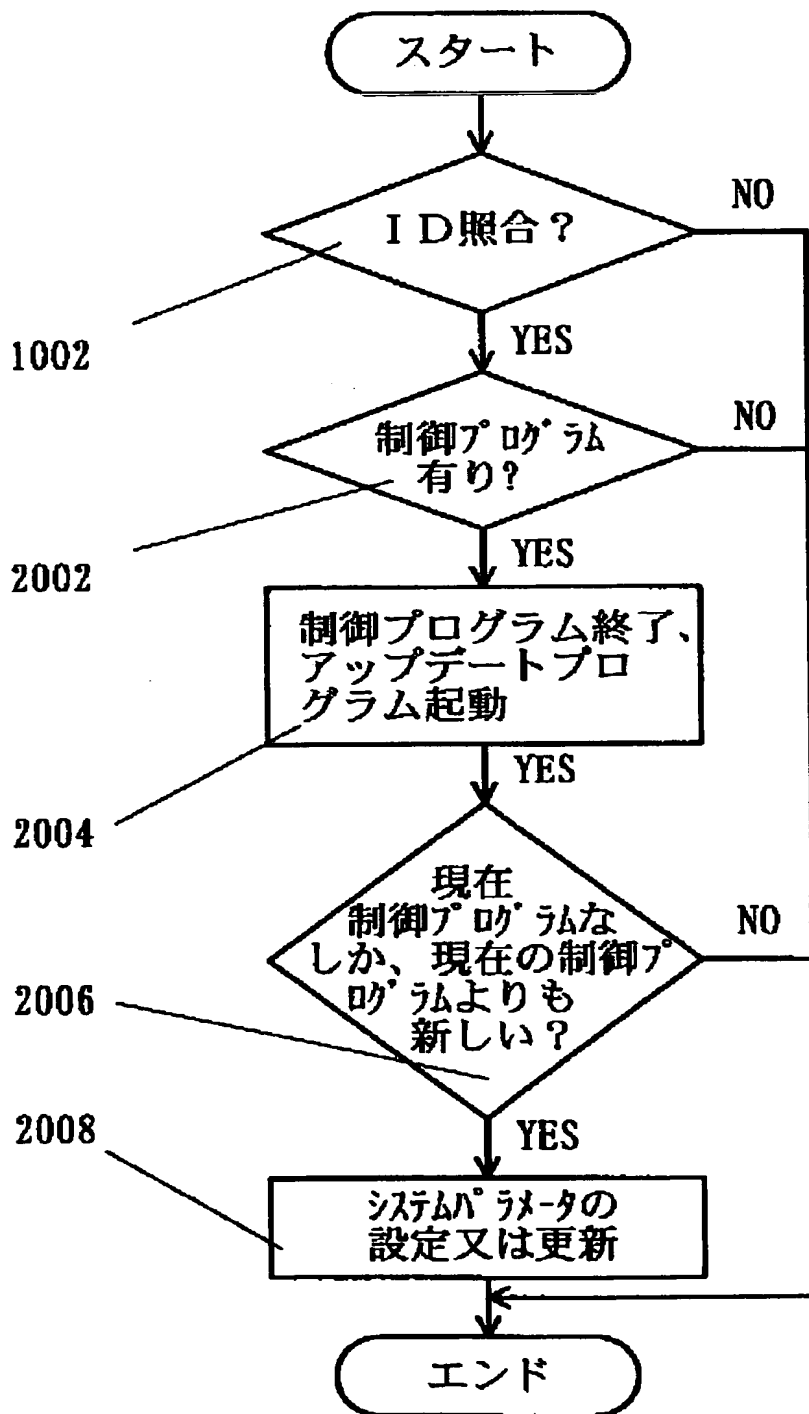 スタート
NO
ID照合?
1002
YES
NO
制御プログラム
有り?
2002
YES
制御プログラム終了、
アップデートプロ
グラム起動
2004
YES
現在
制御プログラムな
しか、現在の制御プ
ログラムよりも
新しい?
NO
2006
2008
YES
システムパラメータの
設定又は更新
エンド